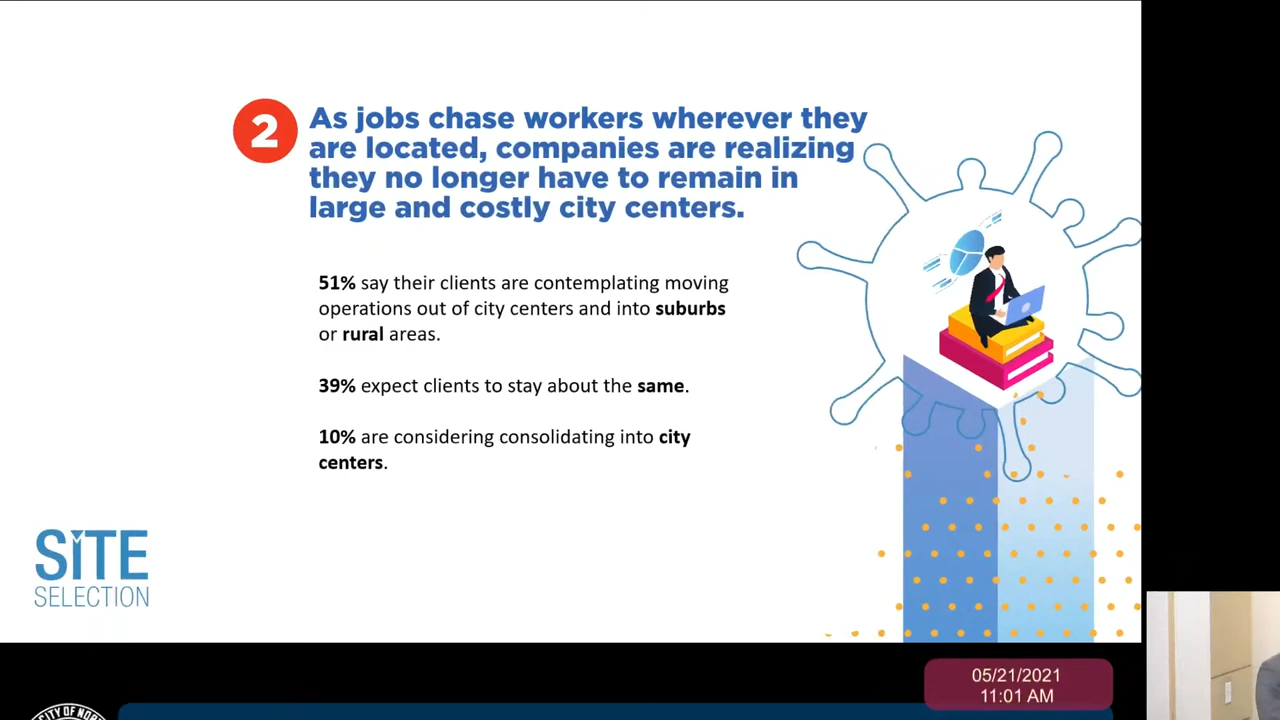 2
As jobs chase workers wherever they
are located, companies are realizing
they no longer have to remain in
large and costly city centers.
51% say their clients are contemplating moving
operations out of city centers and into suburbs
or rural areas.
39% expect clients to stay about the same.
10% are considering consolidating into city
centers.
SiTE
SELECTION
05/21/2021
11:01 AM
CITY OF